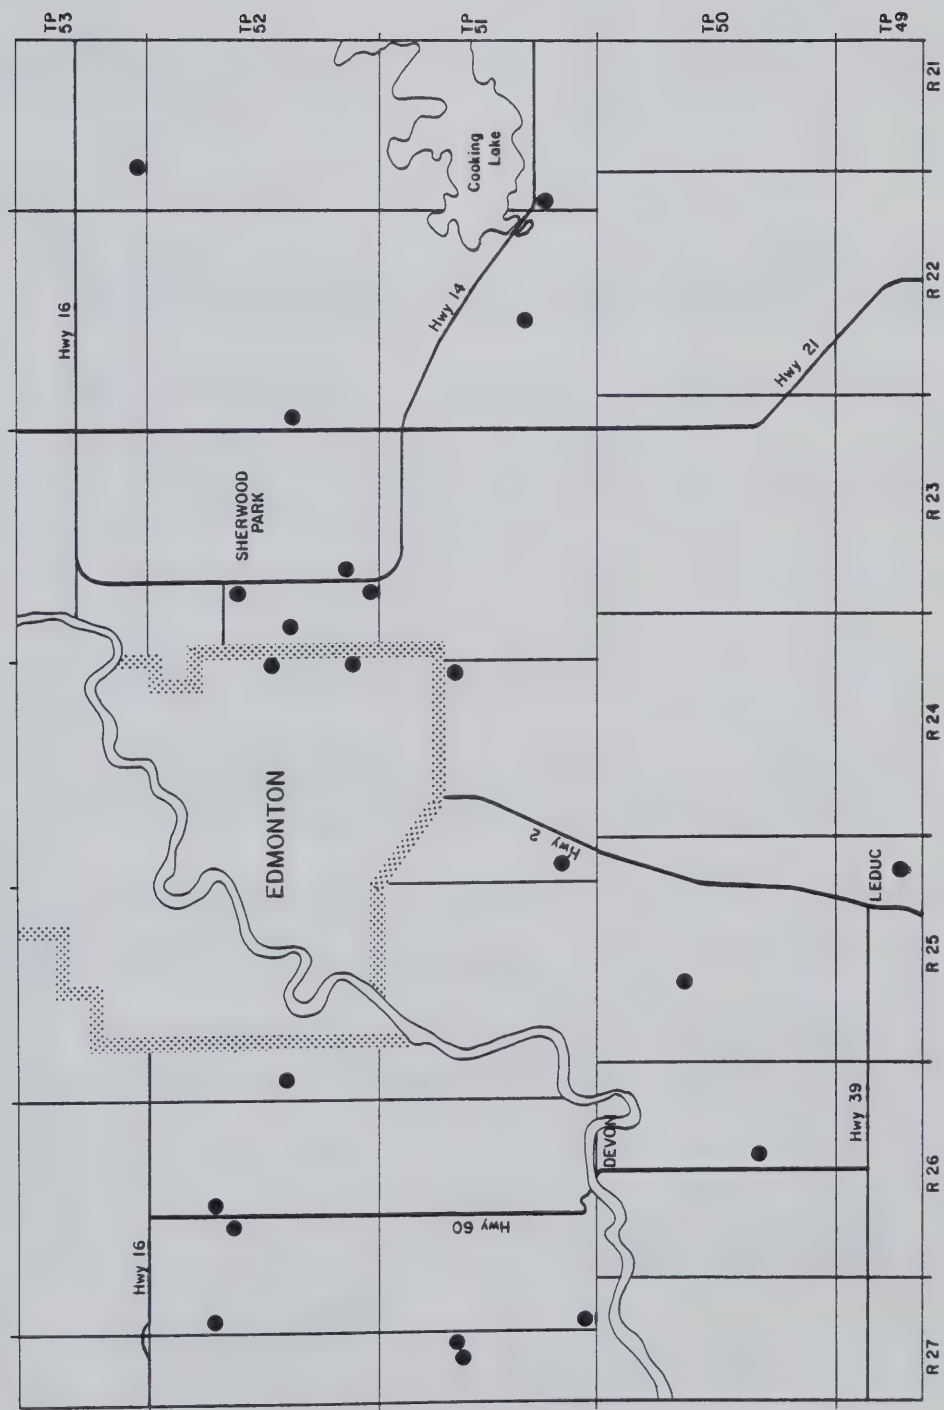 TP
53
TP
52
TP
51
TP
50
TP
49
R 21
R 22
R 23
R 24
R 25
R 26
R 27
Hwy 16
Hwy 14
Cooking
Lake
Hwy 21
SHERWOOD
PARK
EDMONTON
Hwy 2
LEDUC
Hwy 39
DEVON
Hwy 60
Hwy 16